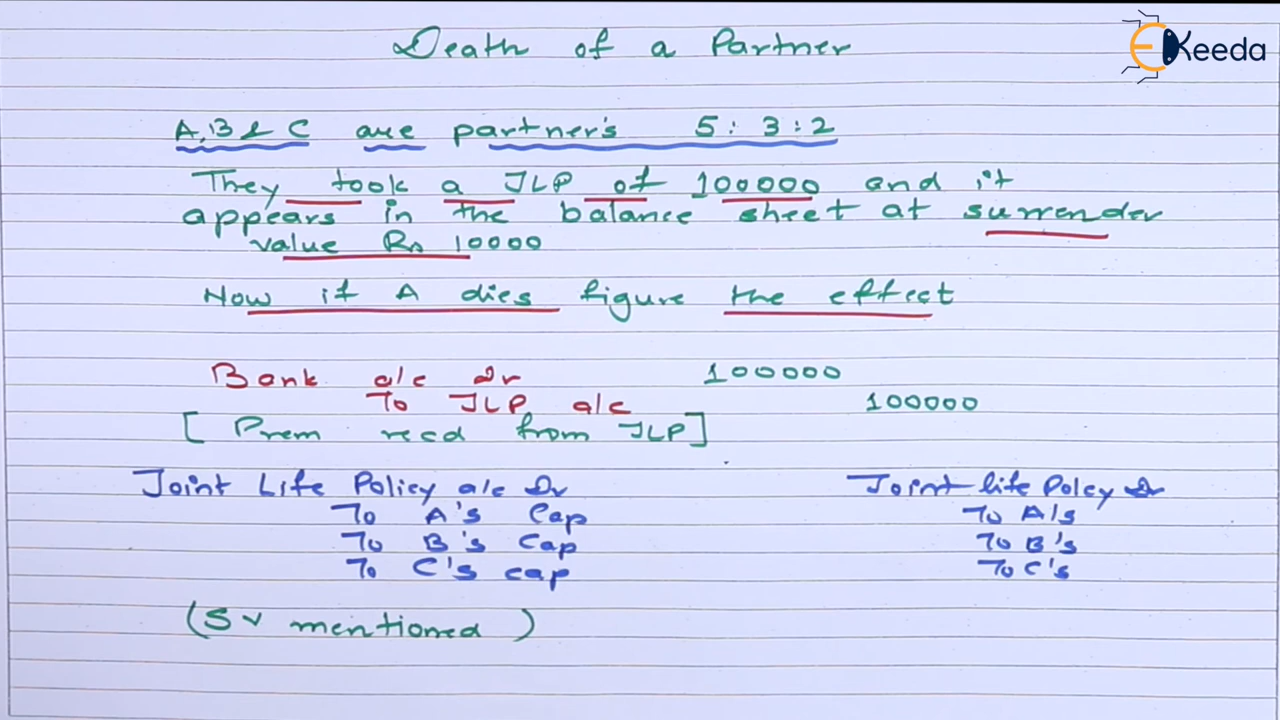 Death of a Partner
EKeeda
A, B & C are partner's 5 : 3 : 2
They took a JLP of 100000 and it
appears in the balance sheet at surrender
value Rs 10000
Now if A dies figure the effect
Bank a/c Dr 100000
To JLP a/c 100000
[ Prem recd from JLP ]
Joint Life Policy a/c Dr
To A's Cap
To B's Cap
To C's cap
Joint life Polcy Dr
To A's
To B's
To C's
(SV mentioned )